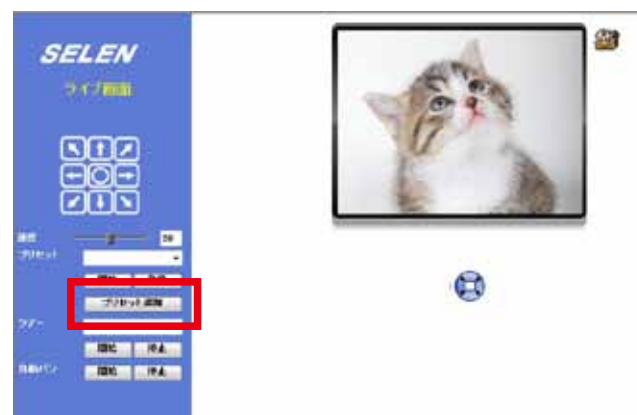 SELEN
ライブ画面
速度
プリセット
プリセット 追加
ツアー
開始 停止
自動パン 開始 停止